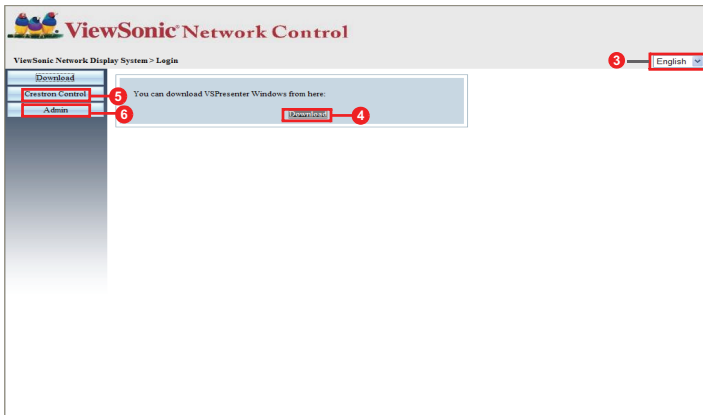 ViewSonic® Network Control
ViewSonic Network Display System > Login
3
English
Download
Crestron Control
5
You can download VSPresenter Windows from here:
Admin
6
Download
4